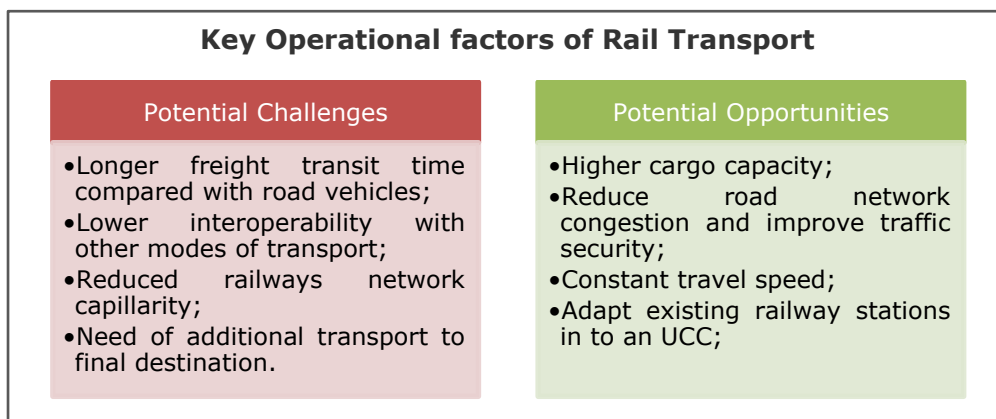 Key Operational factors of Rail Transport
Potential Challenges
•Longer freight transit time
compared with road vehicles;
•Lower interoperability with
other modes of transport;
•Reduced railways network
capillarity;
•Need of additional transport to
final destination.
Potential Opportunities
•Higher cargo capacity;
•Reduce road network
congestion and improve traffic
security;
•Constant travel speed;
•Adapt existing railway stations
in to an UCC;